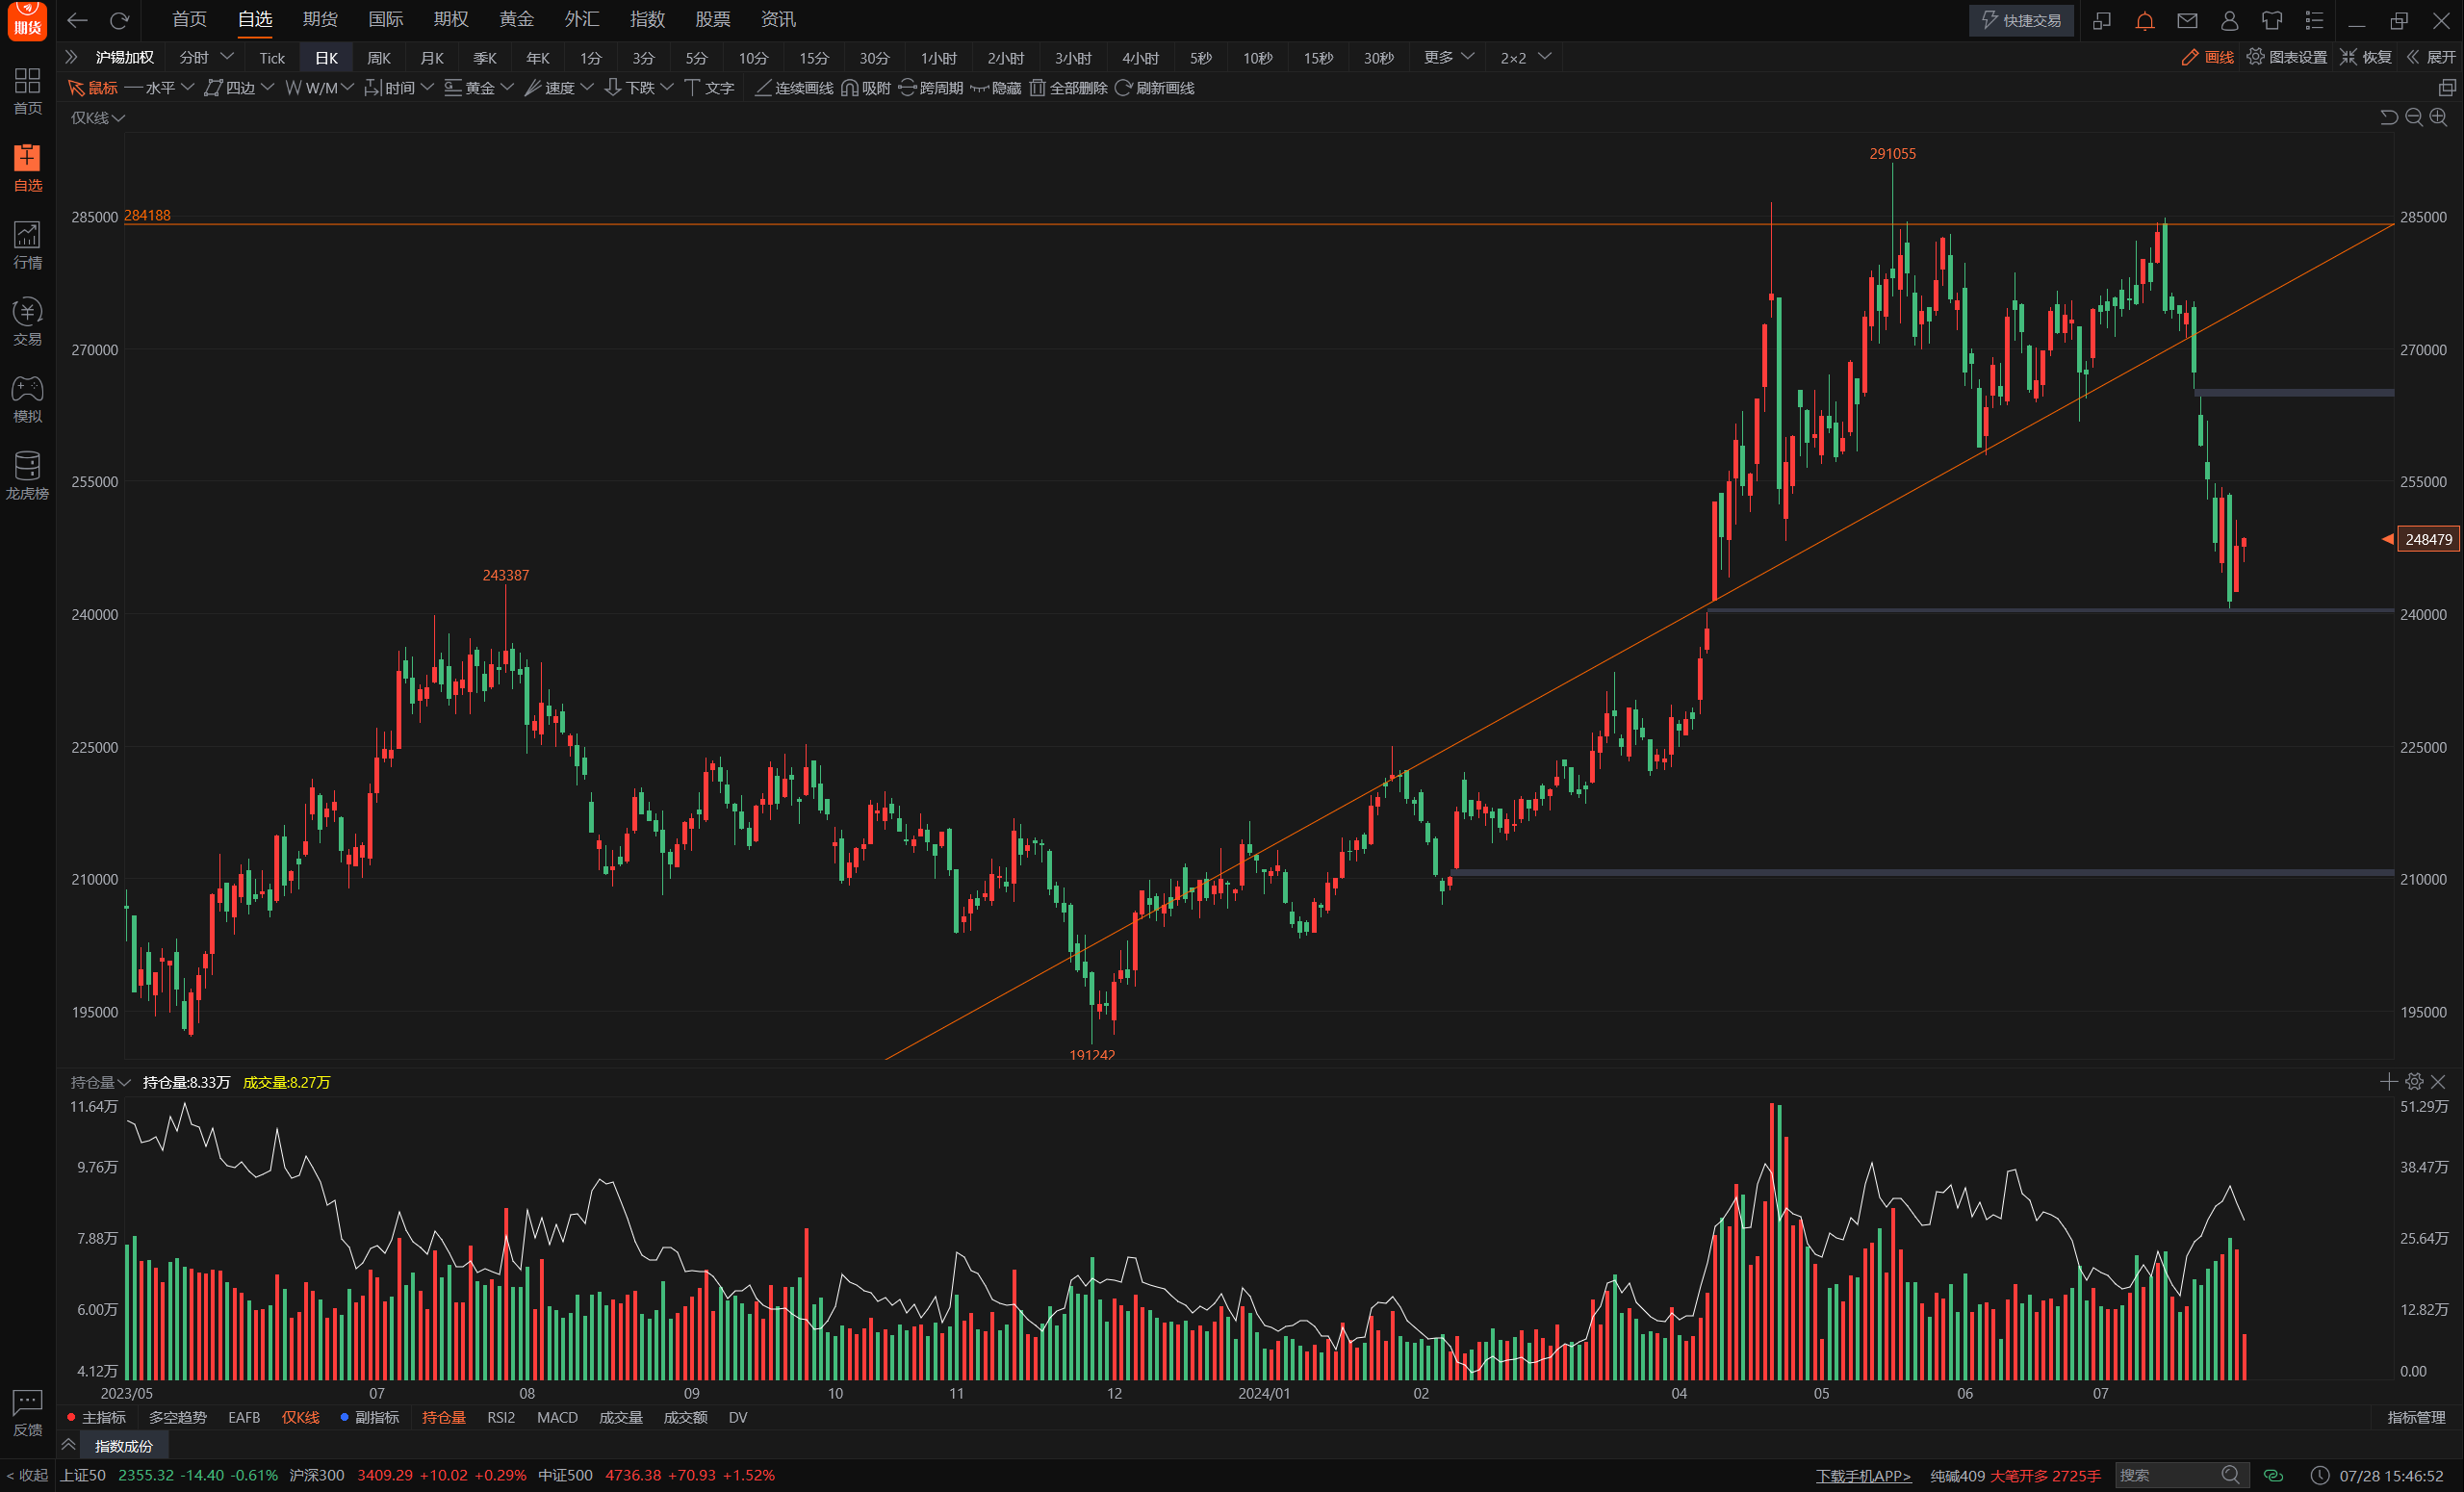 期货
首页 自选 期货 国际 期权 黄金 外汇 指数 股票 资讯 快捷交易
沪锡加权 分时 Tick 日K 周K 月K 季K 年K 1分 3分 5分 10分 15分 30分 1小时 2小时 3小时 4小时 5秒 10秒 15秒 30秒 更多 2×2 画线 图表设置 恢复 展开
鼠标 水平 四边 W/M 时间 黄金 速度 下跌 文字 连续画线 吸附 跨周期 隐藏 全部删除 刷新画线
首页
自选
行情
交易
模拟
龙虎榜
反馈
< 收起
仅K线
291055
285000 284188 285000
270000 270000
255000 255000
248479
243387
240000 240000
225000 225000
210000 210000
195000 195000
191242
持仓量 持仓量:8.33万 成交量:8.27万
11.64万 51.29万
9.76万 38.47万
7.88万 25.64万
6.00万 12.82万
4.12万 0.00
2023/05 07 08 09 10 11 12 2024/01 02 04 05 06 07
主指标 多空趋势 EAFB 仅K线 副指标 持仓量 RSI2 MACD 成交量 成交额 DV 指标管理
指数成份
上证50 2355.32 -14.40 -0.61% 沪深300 3409.29 +10.02 +0.29% 中证500 4736.38 +70.93 +1.52% 下载手机APP> 纯碱409 大笔开多 2725手 搜索 07/28 15:46:52